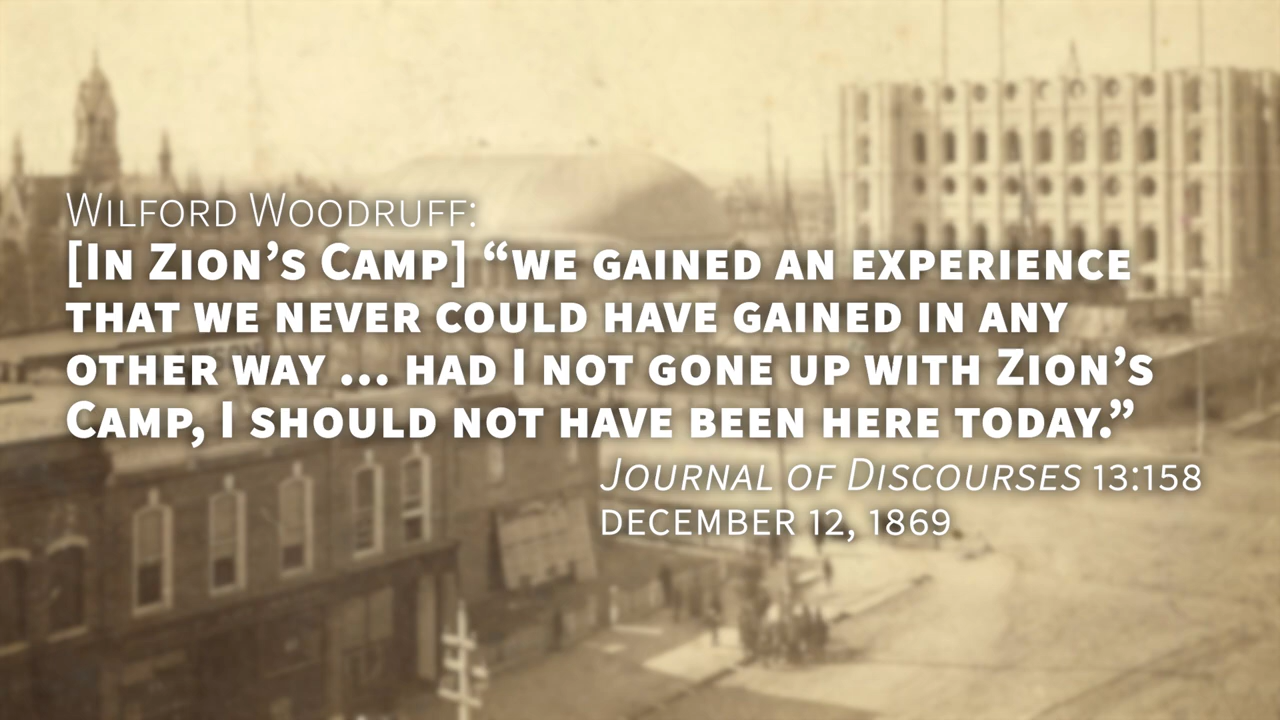 Wilford Woodruff:
[In Zion’s Camp] “we gained an experience
that we never could have gained in any
other way ... had I not gone up with Zion’s
Camp, I should not have been here today.”
Journal of Discourses 13:158
December 12, 1869